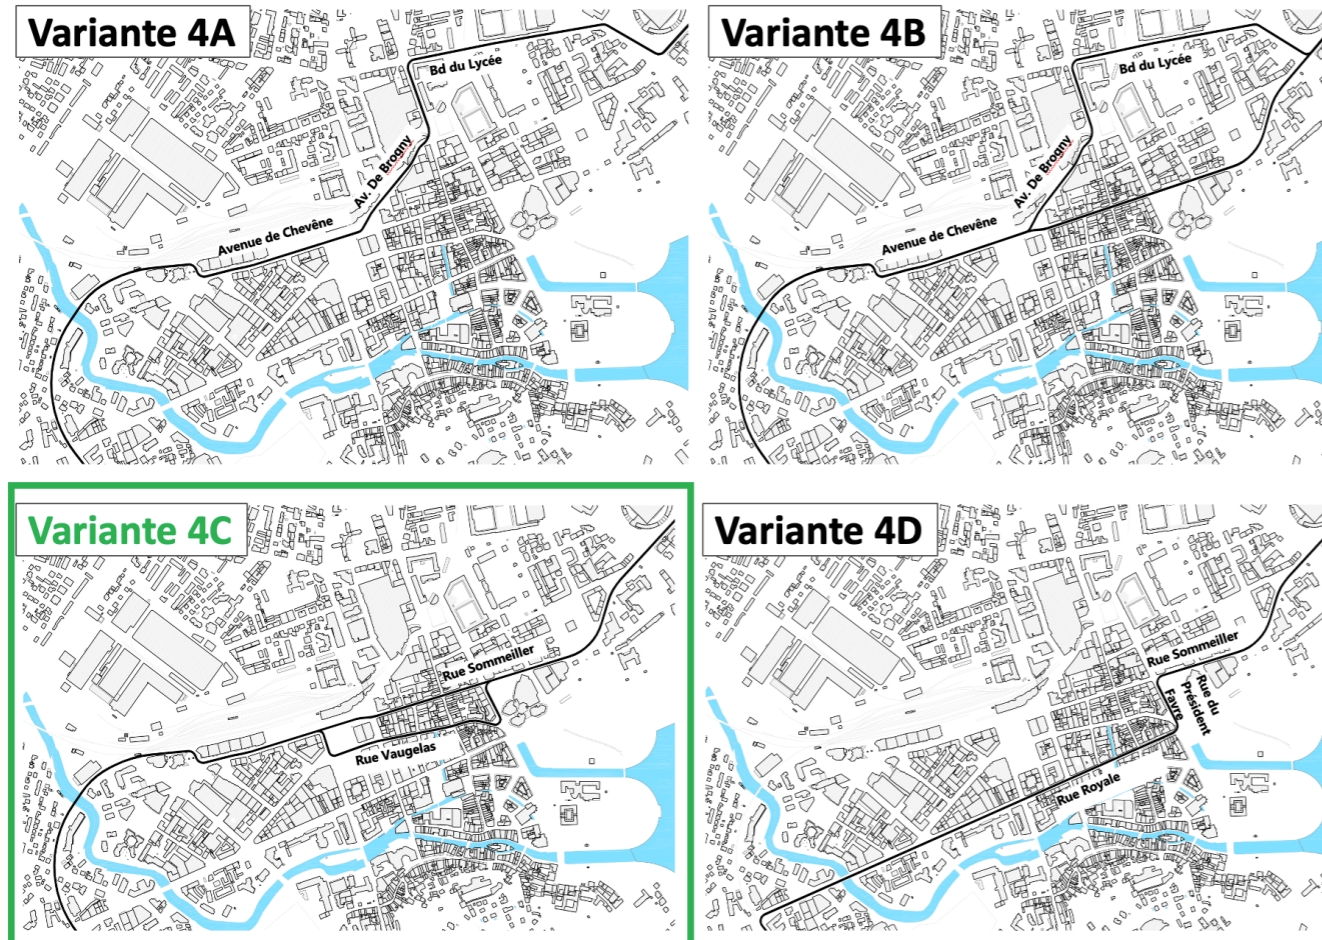 Variante 4A
Bd du Lycée
Av. De Brogny
Avenue de Chevêne
Variante 4B
Bd du Lycée
Av. De Brogny
Avenue de Chevêne
Variante 4C
Rue Sommeiller
Rue Vaugelas
Variante 4D
Rue Sommeiller
Rue du
Président
Favre
Rue Royale